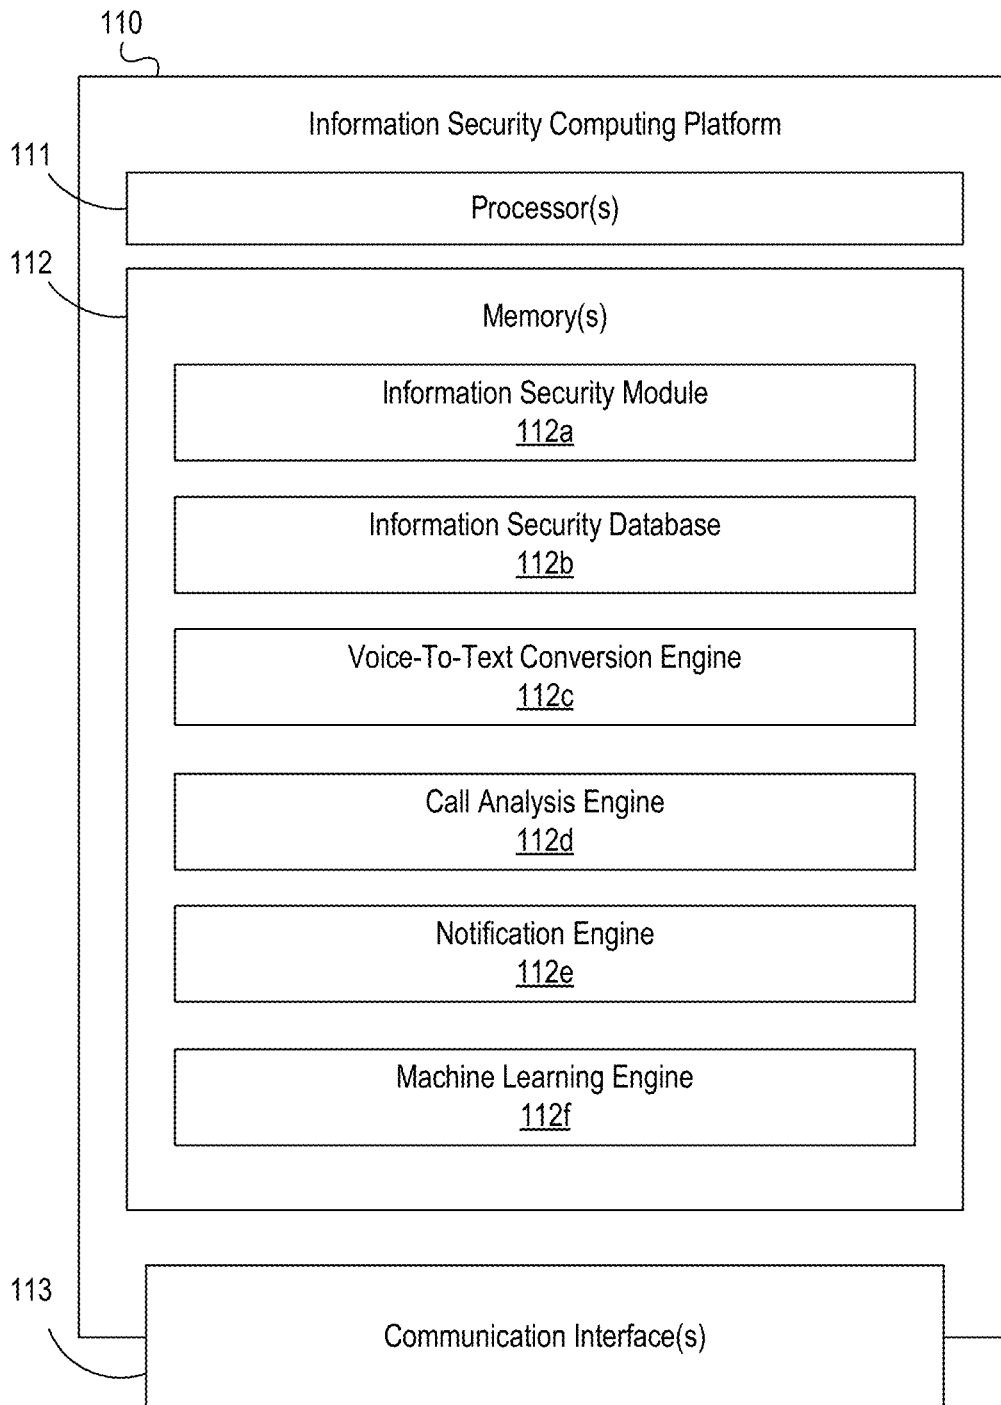 110
Information Security Computing Platform
111
Processor(s)
112
Memory(s)
Information Security Module
112a
Information Security Database
112b
Voice-To-Text Conversion Engine
112c
Call Analysis Engine
112d
Notification Engine
112e
Machine Learning Engine
112f
113
Communication Interface(s)